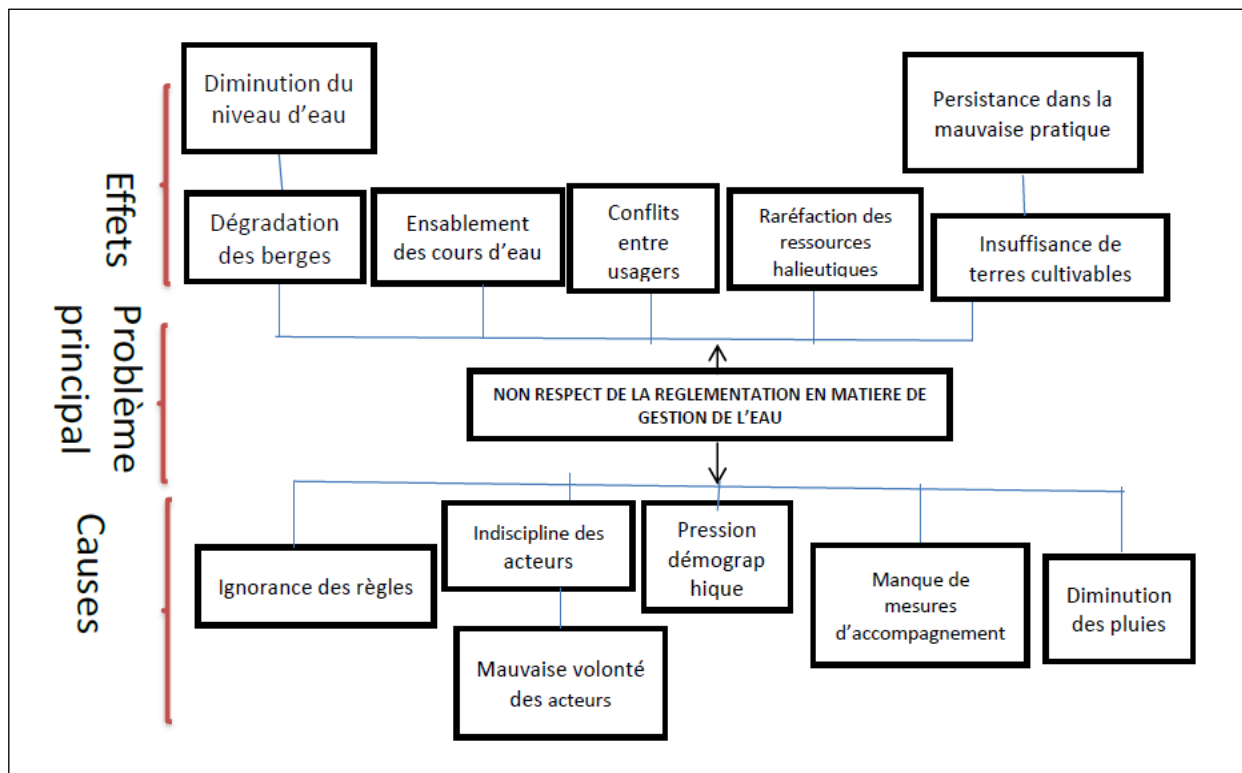 Effets
Diminution du
niveau d'eau
Persistance dans la
mauvaise pratique
Dégradation
des berges
Ensablement
des cours d'eau
Conflits
entre
usagers
Raréfaction des
ressources
halieutiques
Insuffisance de
terres cultivables
Problème
principal
NON RESPECT DE LA REGLEMENTATION EN MATIERE DE
GESTION DE L'EAU
Causes
Ignorance des règles
Indiscipline des
acteurs
Pression
démograp
hique
Manque de
mesures
d'accompagnement
Diminution
des pluies
Mauvaise volonté
des acteurs